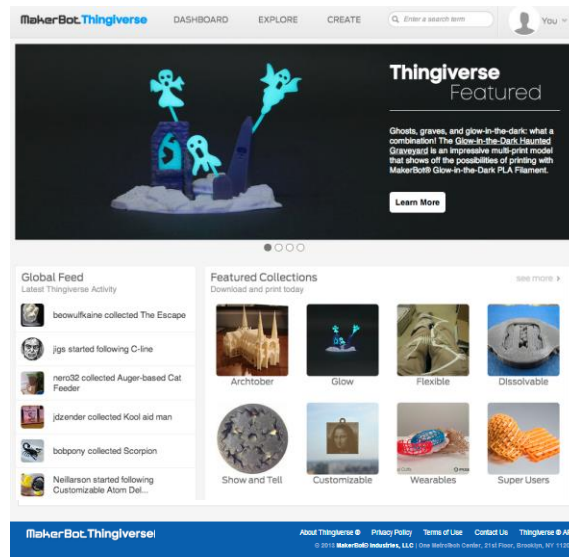 MakerBot.Thingiverse
DASHBOARD
EXPLORE
CREATE
Enter a search term
You
Thingiverse
Featured
Ghosts, graves, and glow-in-the-dark: what a
combination! The Glow-in-the-Dark Haunted
Graveyard is an impressive multi-print model
that shows off the possibilities of printing with
MakerBot® Glow-in-the-Dark PLA Filament.
Learn More
Global Feed
Latest Thingiverse Activity
beowulfkaine collected The Escape
jigs started following C-line
nero32 collected Auger-based Cat
Feeder
jdzender collected Kool aid man
bobpony collected Scorpion
Neillarson started following
Customizable Atom Del...
Featured Collections
Download and print today
see more
Archtober
Glow
Flexible
Dissolvable
Show and Tell
Customizable
Wearables
Super Users
MakerBot.Thingiverse
About Thingiverse ® Privacy Policy Terms of Use Contact Us Thingiverse ®
MakerBot® Industries, LLC | One MetroTech Center, 21st Floor, Brooklyn, NY